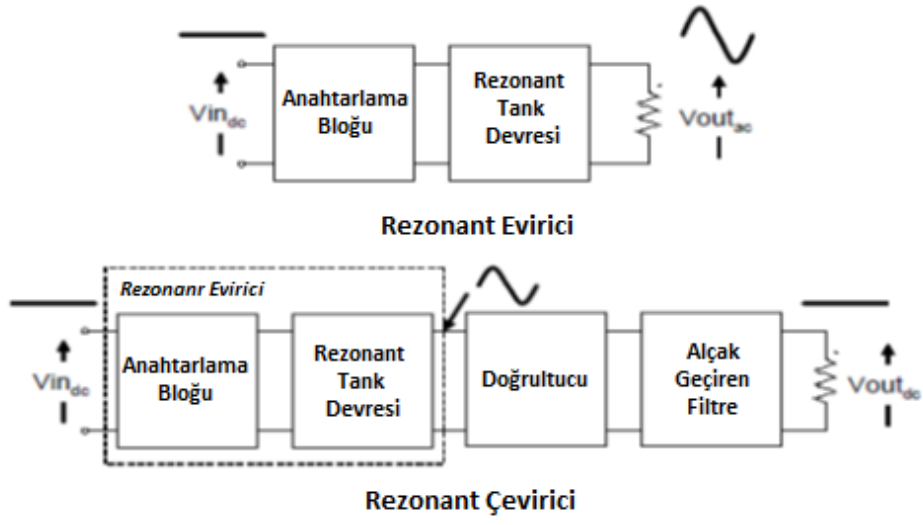 Anahtarlama
Bloğu
Rezonant
Tank
Devresi
Vin_dc
Vout_ac
Rezonant Evirici
Rezonanr Evirici
Anahtarlama
Bloğu
Rezonant
Tank
Devresi
Doğrultucu
Alçak
Geçiren
Filtre
Vin_dc
Vout_dc
Rezonant Çevirici